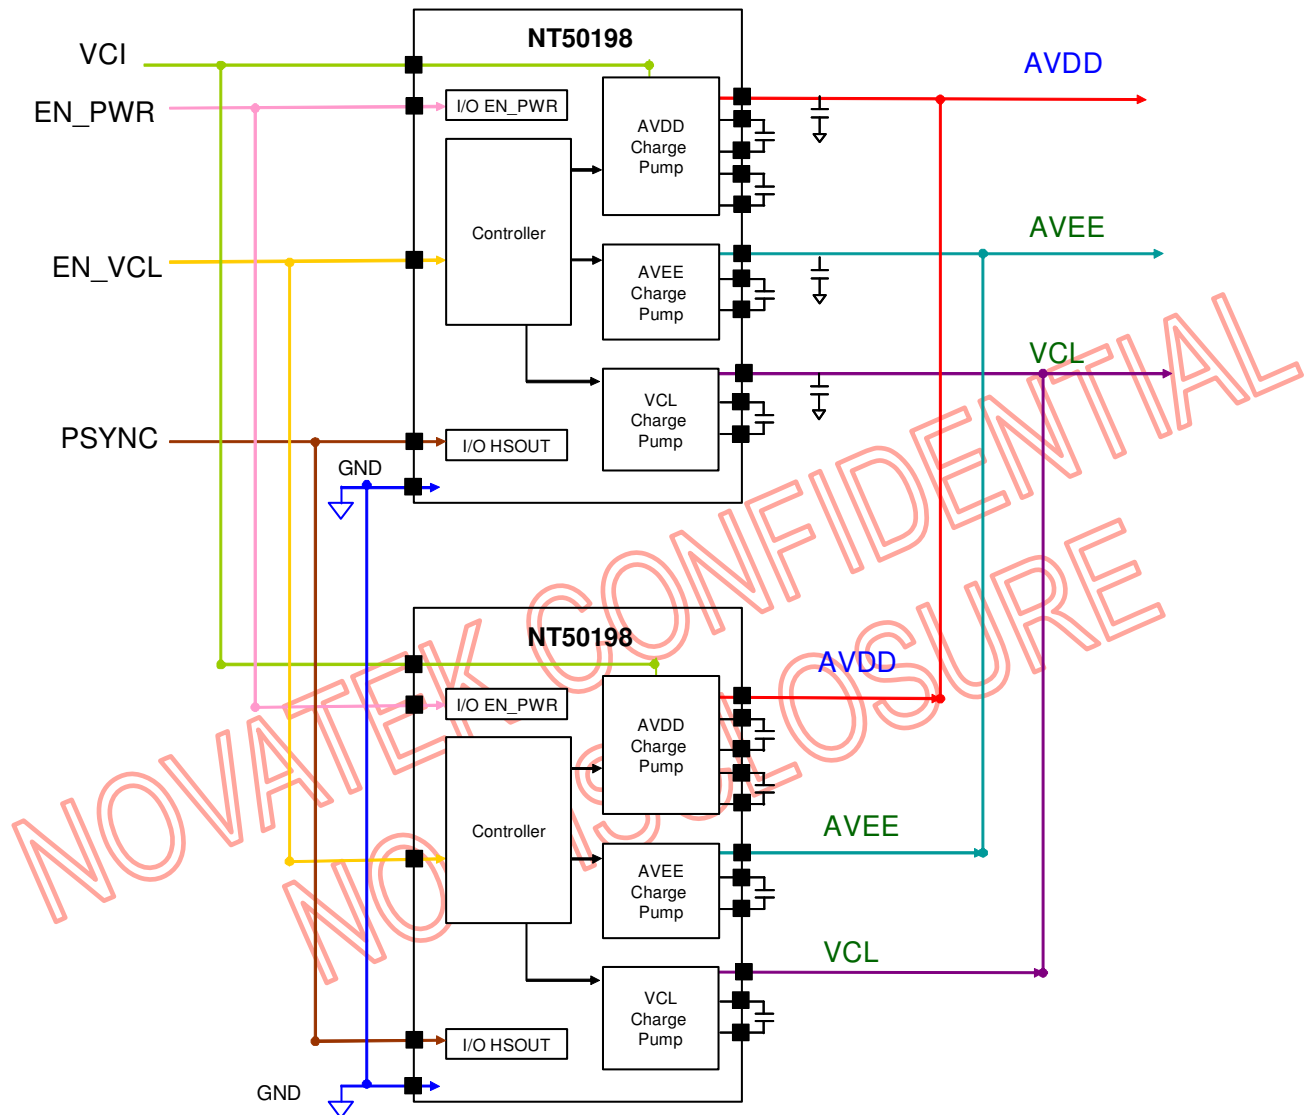 NT50198
VCI
AVDD
EN_PWR
I/O EN_PWR
AVDD
Charge
Pump
Controller
AVEE
EN_VCL
AVEE
Charge
Pump
VCL
VCL
Charge
Pump
PSYNC
I/O HSOUT
GND
NOVATEK CONFIDENTIAL
NO DISCLOSURE
NT50198
AVDD
I/O EN_PWR
AVDD
Charge
Pump
Controller
AVEE
AVEE
Charge
Pump
VCL
VCL
Charge
Pump
I/O HSOUT
GND